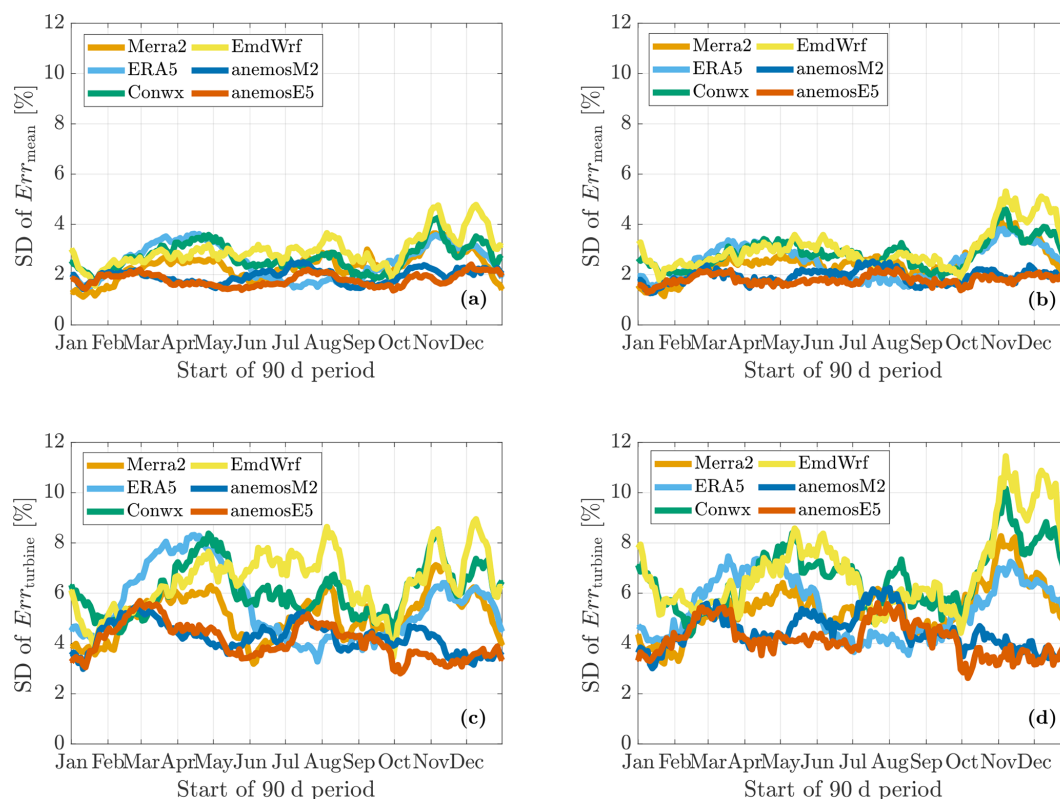 12
10
8
6
4
2
0
SD of Err_mean [%]
Merra2 EmdWrf
ERA5 anemosM2
Conwx anemosE5
(a)
Jan Feb Mar Apr May Jun Jul Aug Sep Oct Nov Dec
Start of 90 d period
12
10
8
6
4
2
0
SD of Err_mean [%]
Merra2 EmdWrf
ERA5 anemosM2
Conwx anemosE5
(b)
Jan Feb Mar Apr May Jun Jul Aug Sep Oct Nov Dec
Start of 90 d period
12
10
8
6
4
2
0
SD of Err_turbine [%]
Merra2 EmdWrf
ERA5 anemosM2
Conwx anemosE5
(c)
Jan Feb Mar Apr May Jun Jul Aug Sep Oct Nov Dec
Start of 90 d period
12
10
8
6
4
2
0
SD of Err_turbine [%]
Merra2 EmdWrf
ERA5 anemosM2
Conwx anemosE5
(d)
Jan Feb Mar Apr May Jun Jul Aug Sep Oct Nov Dec
Start of 90 d period